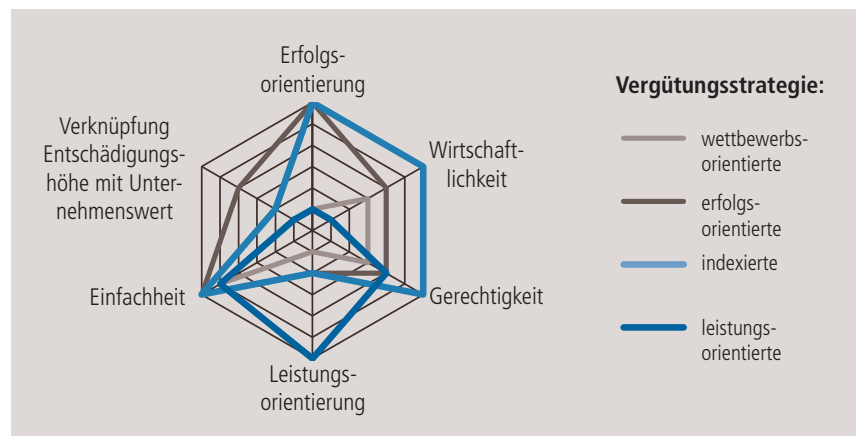 Erfolgs-
orientierung
Wirtschaft-
lichkeit
Gerechtigkeit
Leistungs-
orientierung
Einfachheit
Verknüpfung
Entschädigungs-
höhe mit Unter-
nehmenswert
Vergütungsstrategie:
wettbewerbs-
orientierte
erfolgs-
orientierte
indexierte
leistungs-
orientierte